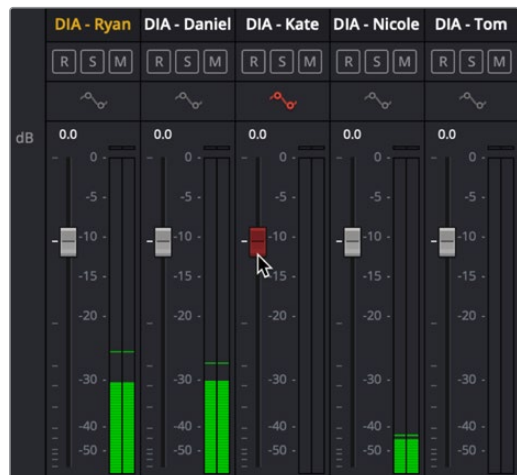 DIA - Ryan DIA - Daniel DIA - Kate DIA - Nicole DIA - Tom
R S M R S M R S M R S M R S M
dB 0.0 0.0 0.0 0.0 0.0
0 - 0 - 0 - 0 - 0 -
-5 - -5 - -5 - -5 - -5 -
-10 - -10 - -10 - -10 - -10 -
-15 - -15 - -15 - -15 - -15 -
-20 - -20 - -20 - -20 - -20 -
-30 - -30 - -30 - -30 - -30 -
-40 - -40 - -40 - -40 - -40 -
-50 - -50 - -50 - -50 - -50 -